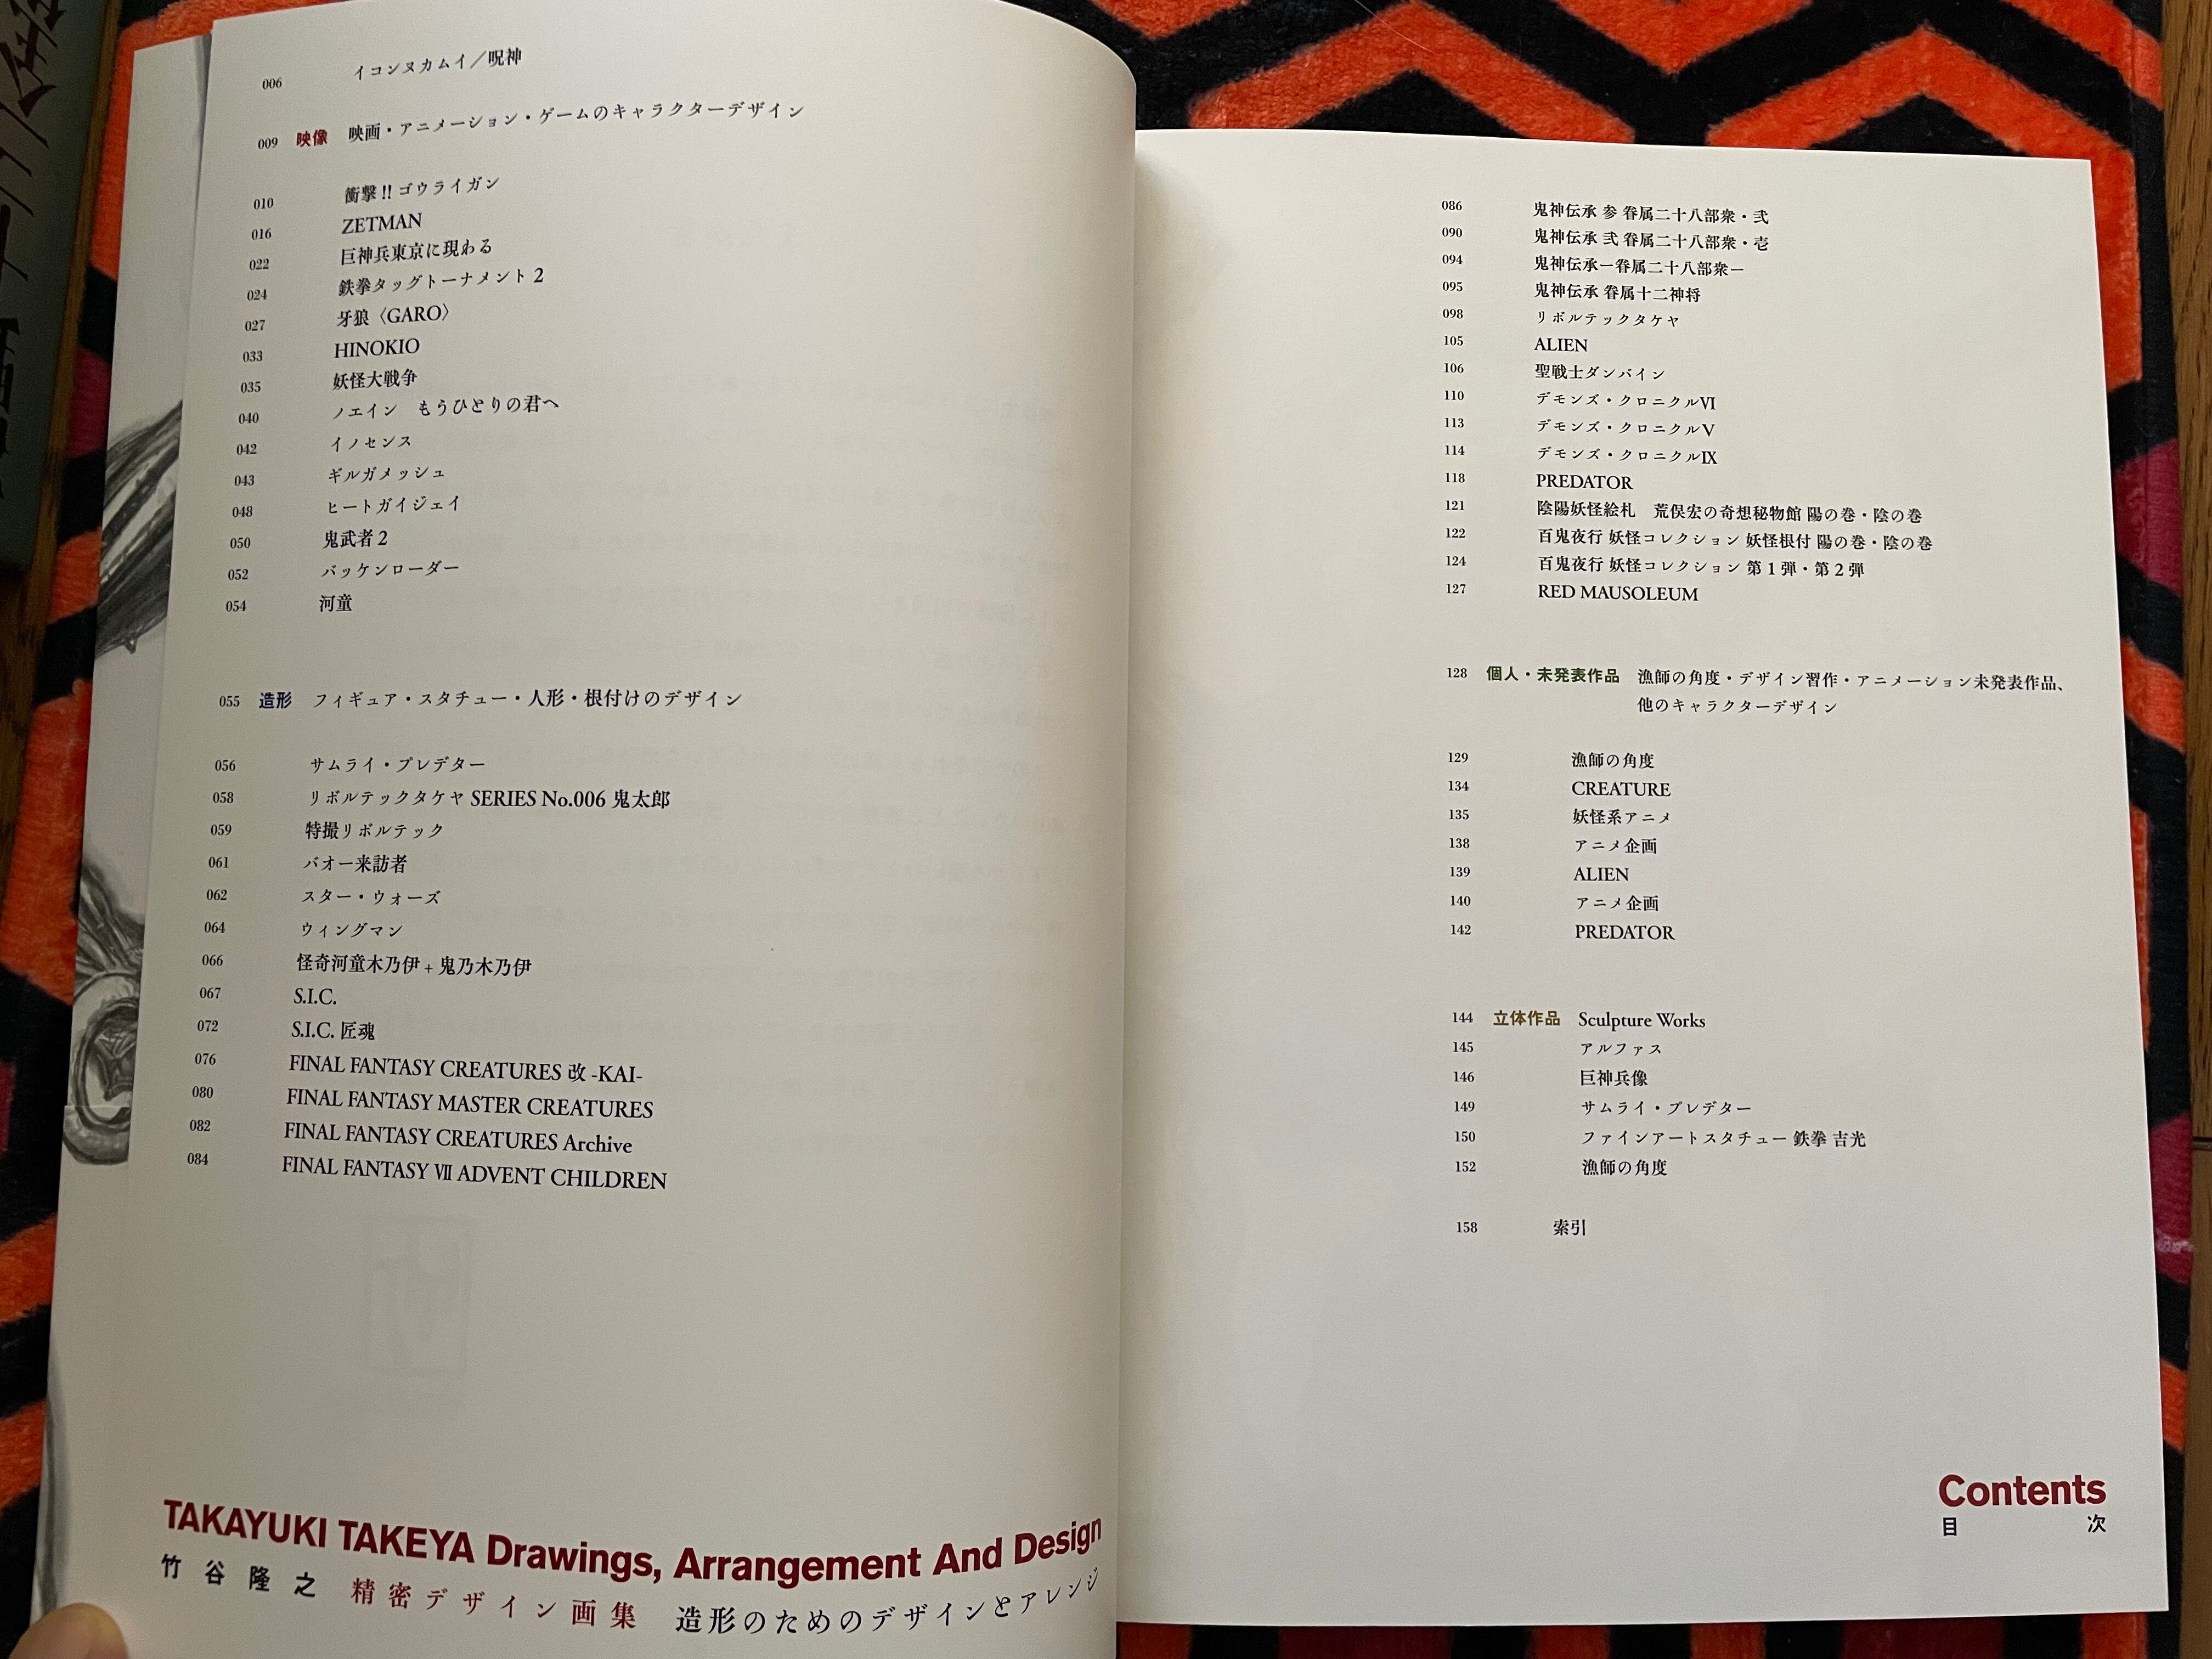 006 イコンヌカムイ／呪神
009 映像 映画・アニメーション・ゲームのキャラクターデザイン
010 衝撃!! ゴウライガン
016 ZETMAN
022 巨神兵東京に現わる
024 鉄拳タッグトーナメント 2
027 牙狼〈GARO〉
033 HINOKIO
035 妖怪大戦争
040 ノエイン　もうひとりの君へ
042 イノセンス
043 ギルガメッシュ
048 ヒートガイジェイ
050 鬼武者 2
052 バッケンローダー
054 河童
055 造形 フィギュア・スタチュー・人形・根付けのデザイン
056 サムライ・プレデター
058 リボルテックタケヤ SERIES No.006 鬼太郎
059 特撮リボルテック
061 バオー来訪者
062 スター・ウォーズ
064 ウィングマン
066 怪奇河童木乃伊 + 鬼乃木乃伊
067 S.I.C.
072 S.I.C. 匠魂
076 FINAL FANTASY CREATURES 改 -KAI-
080 FINAL FANTASY MASTER CREATURES
082 FINAL FANTASY CREATURES Archive
084 FINAL FANTASY Ⅶ ADVENT CHILDREN
TAKAYUKI TAKEYA Drawings, Arrangement And Design
竹谷隆之 精密デザイン画集 造形のためのデザインとアレンジ
086 鬼神伝承 参 眷属二十八部衆・弐
090 鬼神伝承 弐 眷属二十八部衆・壱
094 鬼神伝承ー眷属二十八部衆ー
095 鬼神伝承 眷属十二神将
098 リボルテックタケヤ
105 ALIEN
106 聖戦士ダンバイン
110 デモンズ・クロニクルⅥ
113 デモンズ・クロニクルⅤ
114 デモンズ・クロニクルⅨ
118 PREDATOR
121 陰陽妖怪絵札　荒俣宏の奇想秘物館 陽の巻・陰の巻
122 百鬼夜行 妖怪コレクション 妖怪根付 陽の巻・陰の巻
124 百鬼夜行 妖怪コレクション 第 1 弾・第 2 弾
127 RED MAUSOLEUM
128 個人・未発表作品 漁師の角度・デザイン習作・アニメーション未発表作品、
他のキャラクターデザイン
129 漁師の角度
134 CREATURE
135 妖怪系アニメ
138 アニメ企画
139 ALIEN
140 アニメ企画
142 PREDATOR
144 立体作品 Sculpture Works
145 アルファス
146 巨神兵像
149 サムライ・プレデター
150 ファインアートスタチュー 鉄拳 吉光
152 漁師の角度
158 索引
Contents
目次